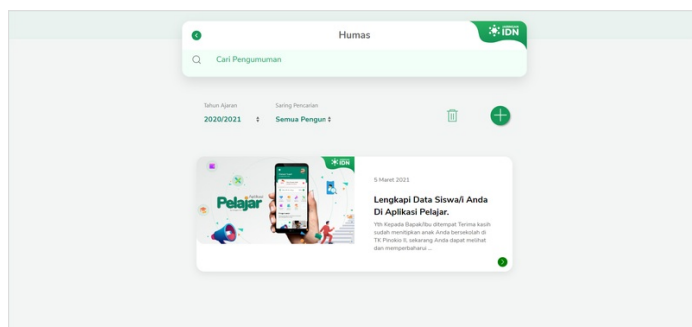 Humas
IDN
Cari Pengumuman
Tahun Ajaran
Saring Pencarian
2020/2021
Semua Pengun
IDN
Aplikasi
Pelajar
5 Maret 2021
Lengkapi Data Siswa/i Anda
Di Aplikasi Pelajar.
Yth Kepada Bapak/Ibu ditempat Terima kasih
sudah menitipkan anak Anda bersekolah di
TK Pinokio II, sekarang Anda dapat melihat
dan memperbaharui ...